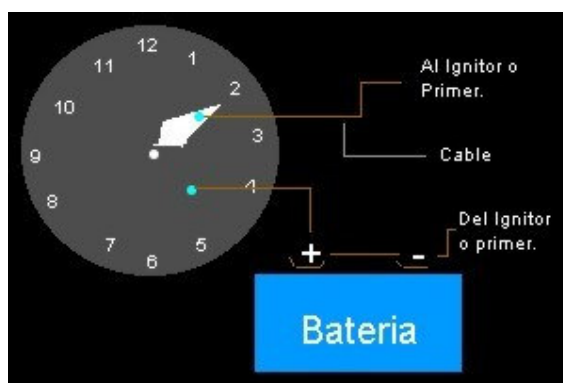 12
11
1
10
2
9
3
8
4
7
5
6
Al Ignitor o
Primer.
Cable
Del Ignitor
o primer.
+ -
Bateria